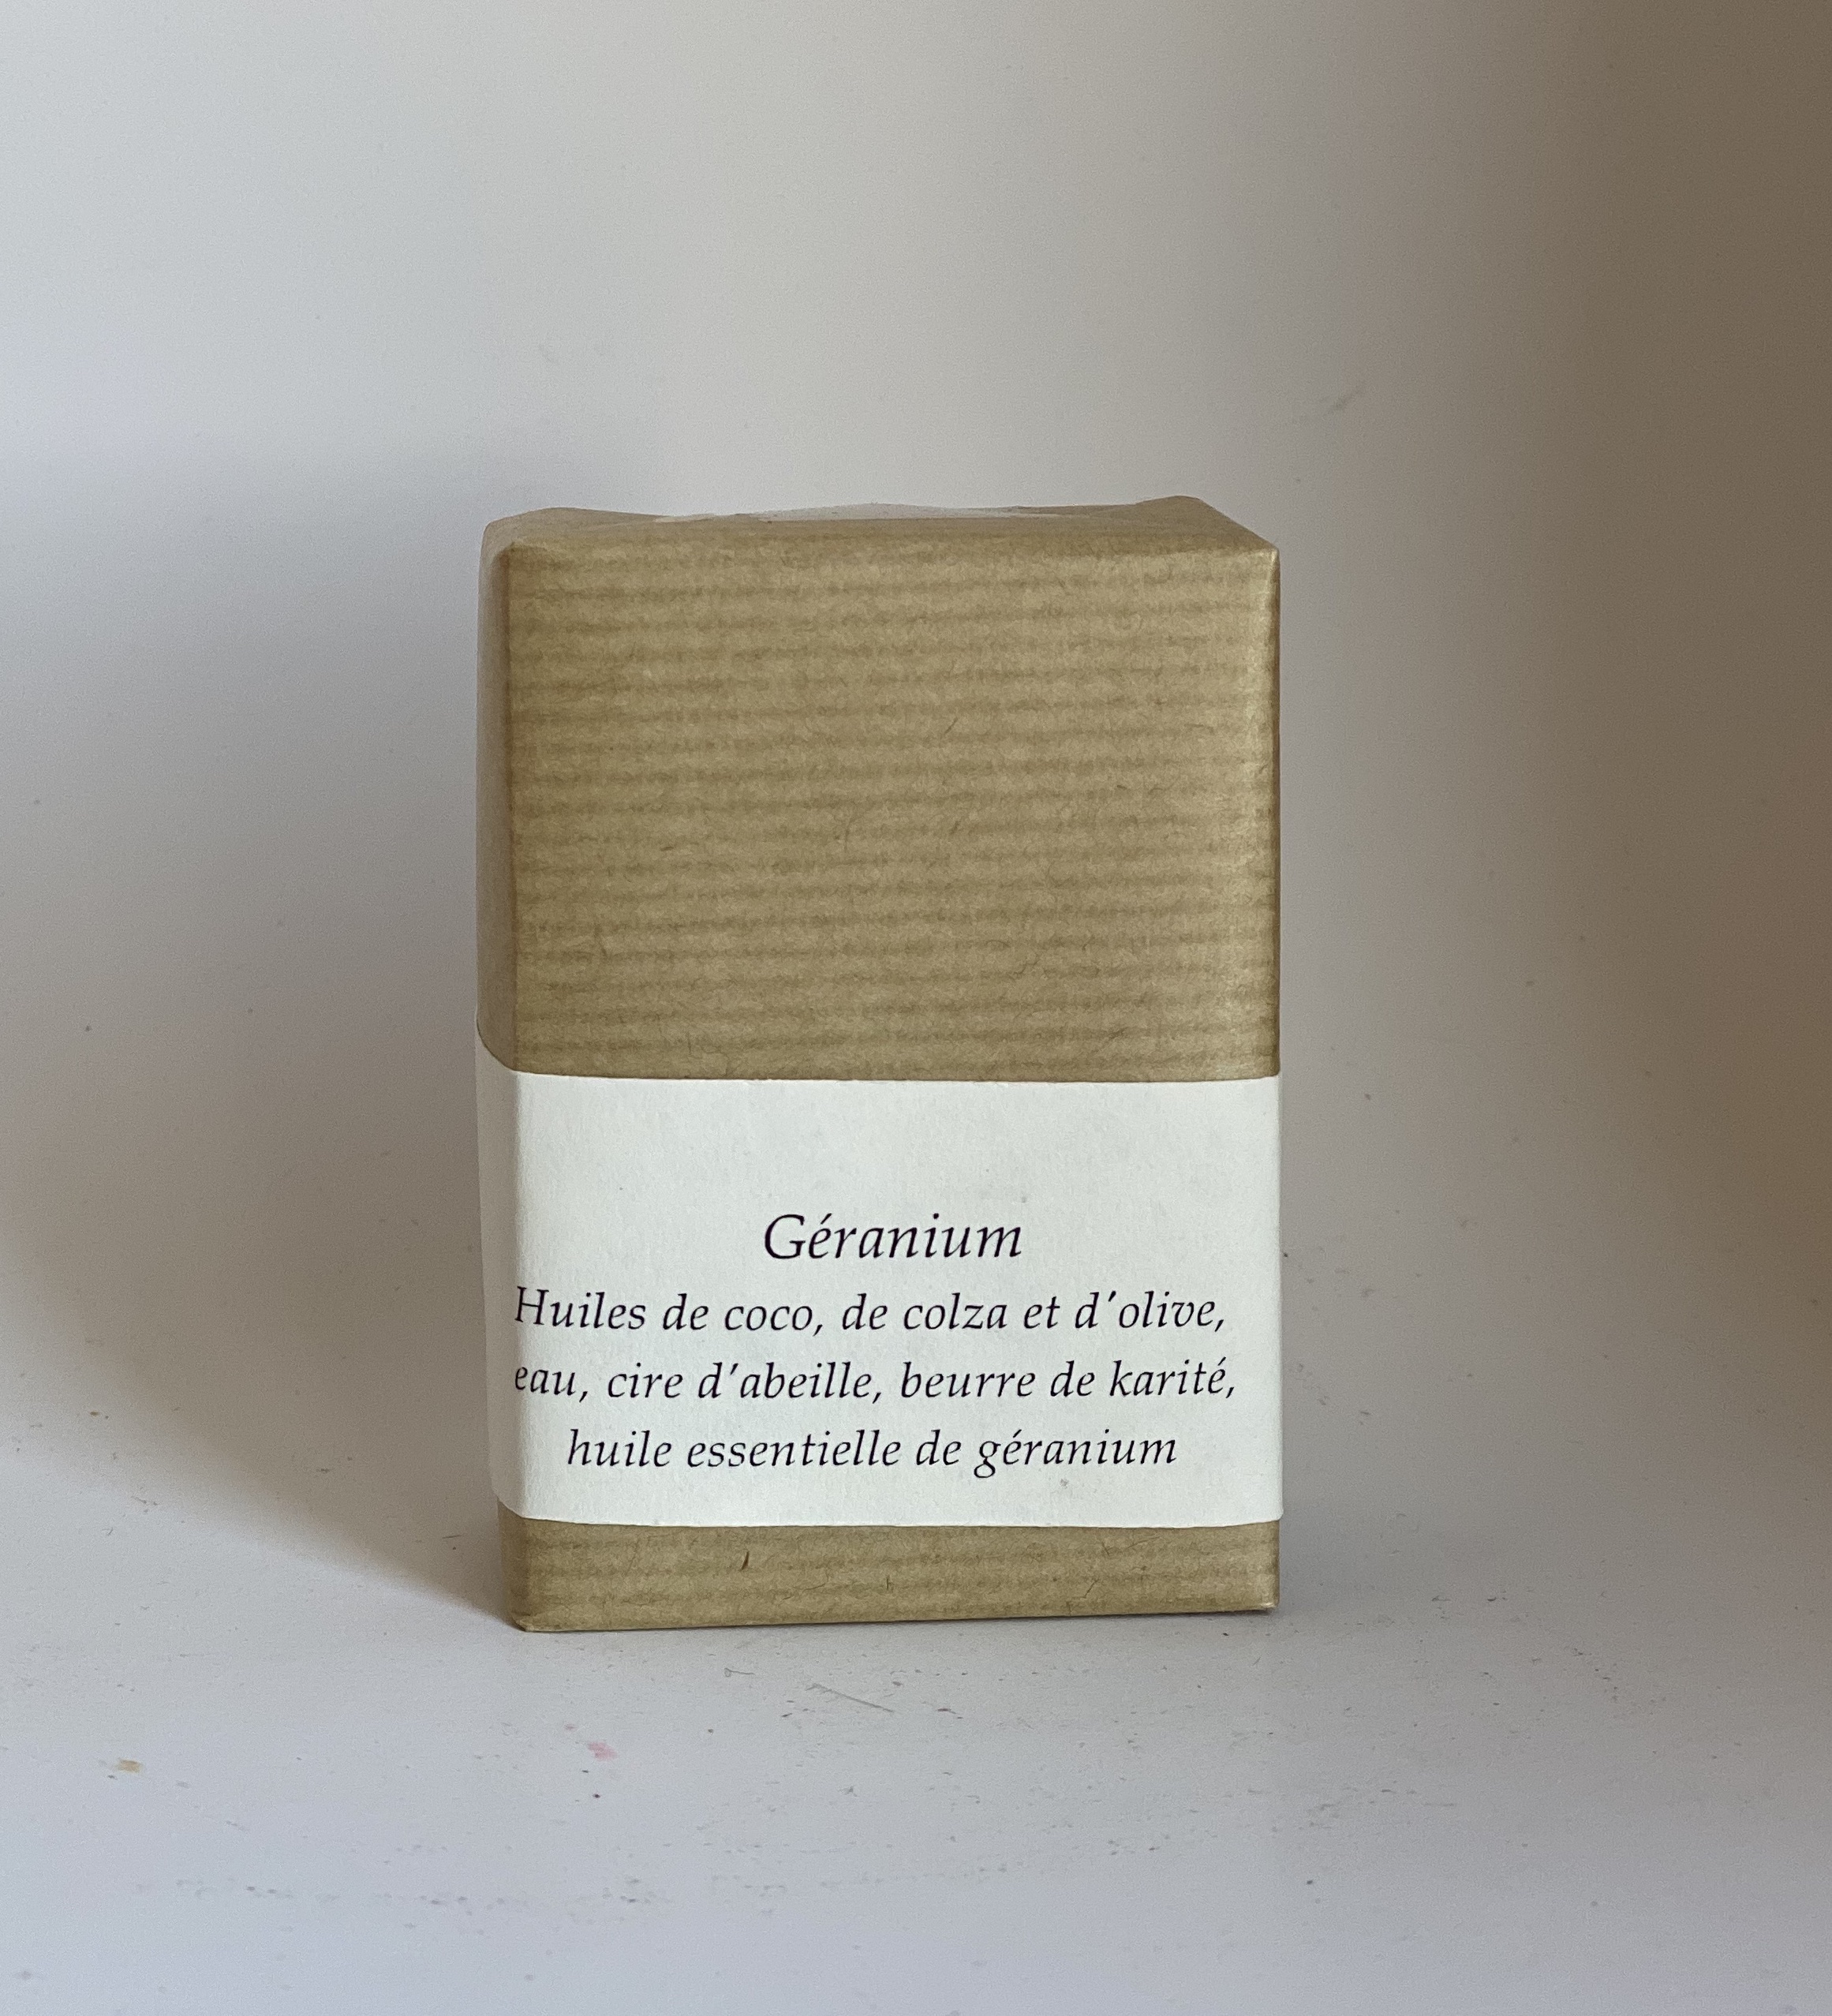 Géranium
Huiles de coco, de colza et d'olive,
eau, cire d'abeille, beurre de karité,
huile essentielle de géranium